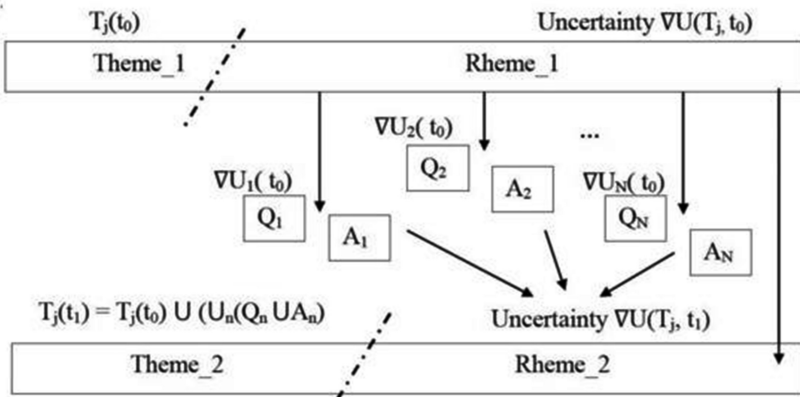 Tj(t0) Uncertainty ∇U(Tj, t0)
Theme_1 Rheme_1
∇U2( t0) ...
Q2 A2
∇U1( t0) ∇UN( t0)
Q1 A1 QN AN
Tj(t1) = Tj(t0) U (Un(Qn UAn) Uncertainty ∇U(Tj, t1)
Theme_2 Rheme_2